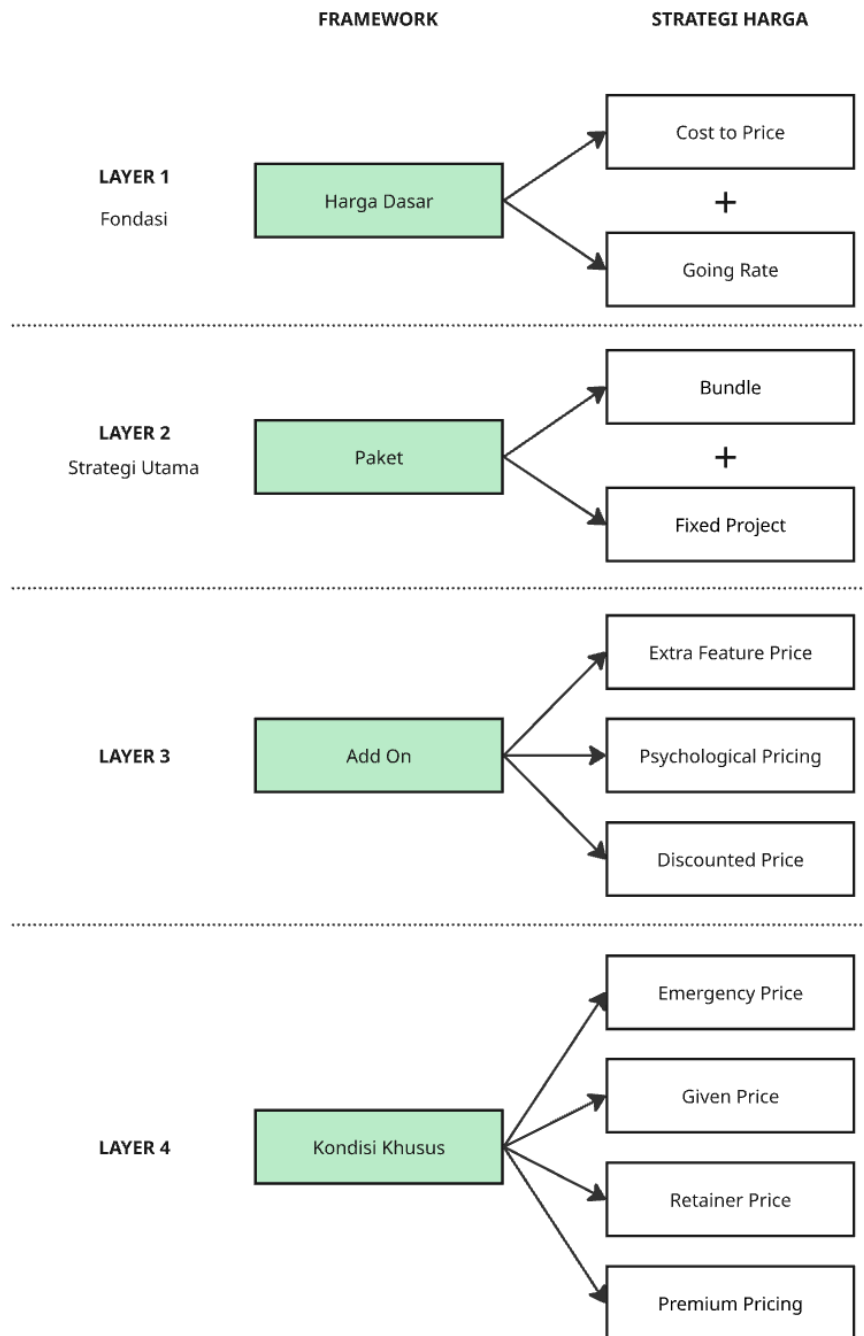 FRAMEWORK
STRATEGI HARGA
LAYER 1
Fondasi
Harga Dasar
Cost to Price
+
Going Rate
LAYER 2
Strategi Utama
Paket
Bundle
+
Fixed Project
LAYER 3
Add On
Extra Feature Price
Psychological Pricing
Discounted Price
LAYER 4
Kondisi Khusus
Emergency Price
Given Price
Retainer Price
Premium Pricing